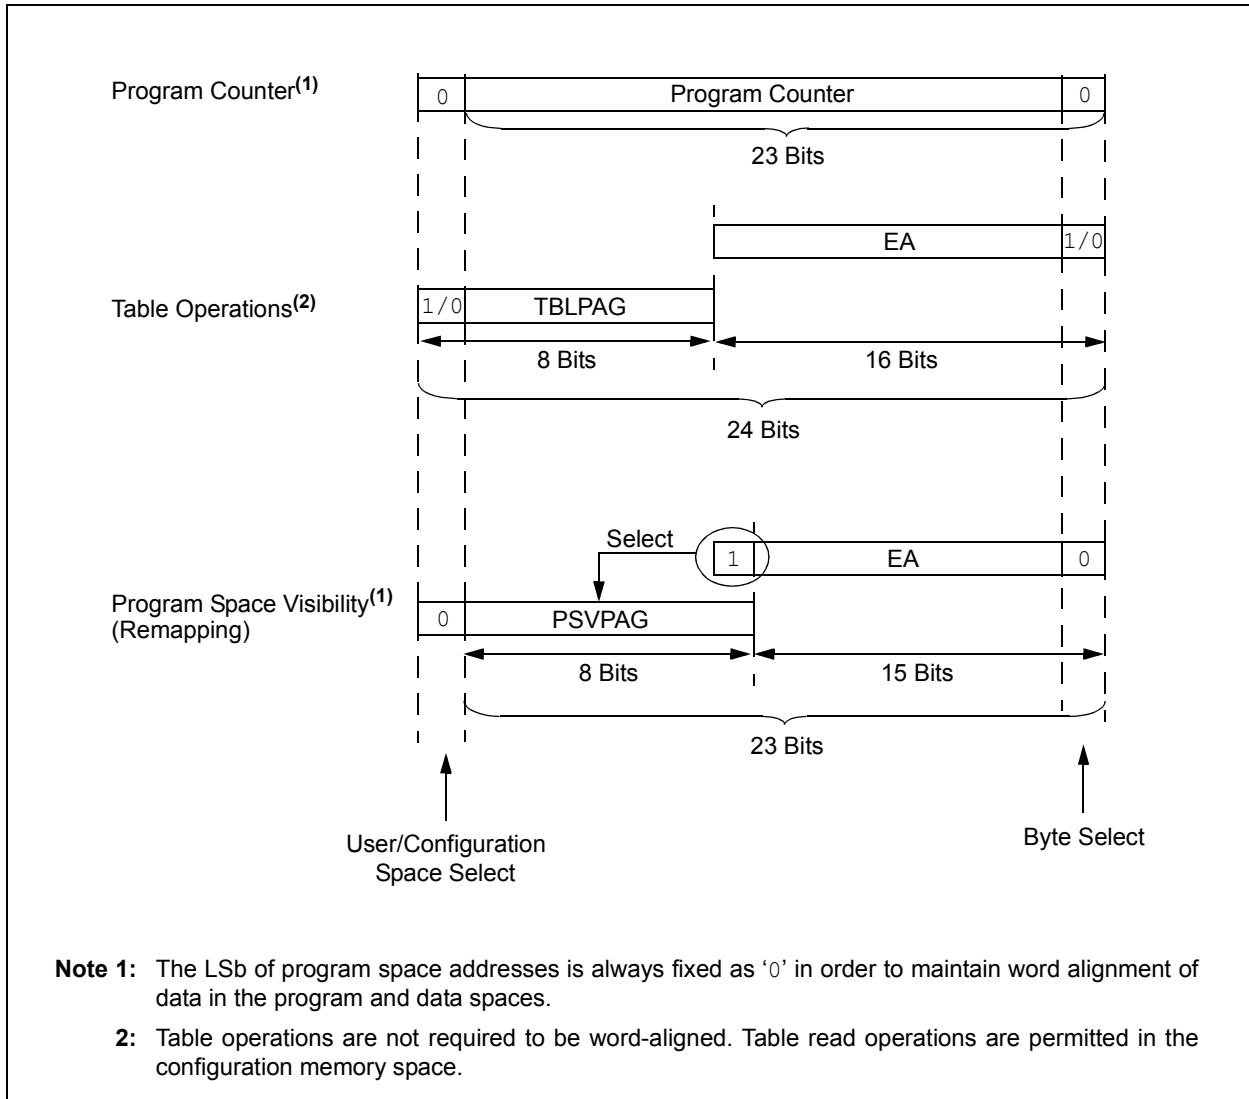 Program Counter(1)
0
Program Counter
0
23 Bits
EA
1/0
Table Operations(2)
1/0
TBLPAG
8 Bits
16 Bits
24 Bits
Select
1
EA
0
Program Space Visibility(1)
(Remapping)
0
PSVPAG
8 Bits
15 Bits
23 Bits
User/Configuration
Space Select
Byte Select
Note 1: The LSb of program space addresses is always fixed as ‘0’ in order to maintain word alignment of
data in the program and data spaces.
2: Table operations are not required to be word-aligned. Table read operations are permitted in the
configuration memory space.